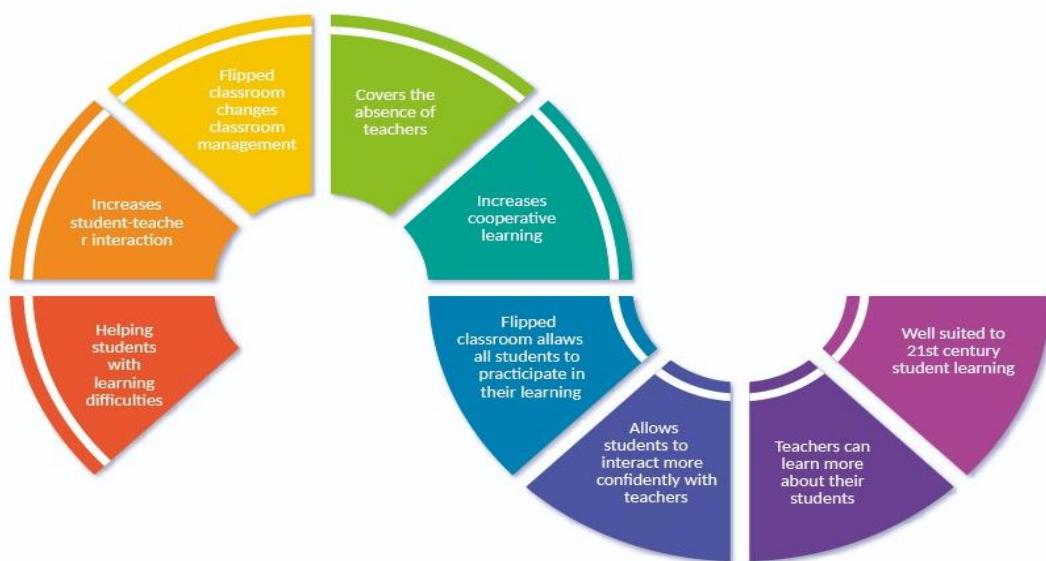 Helping
students
with
learning
difficulties
Increases
student-teache
r interaction
Flipped
classroom
changes
classroom
management
Covers the
absence of
teachers
Increases
cooperative
learning
Flipped
classroom allows
all students to
practicipate in
their learning
Allows
students to
interact more
confidently with
teachers
Teachers can
learn more
about their
students
Well suited to
21st century
student learning